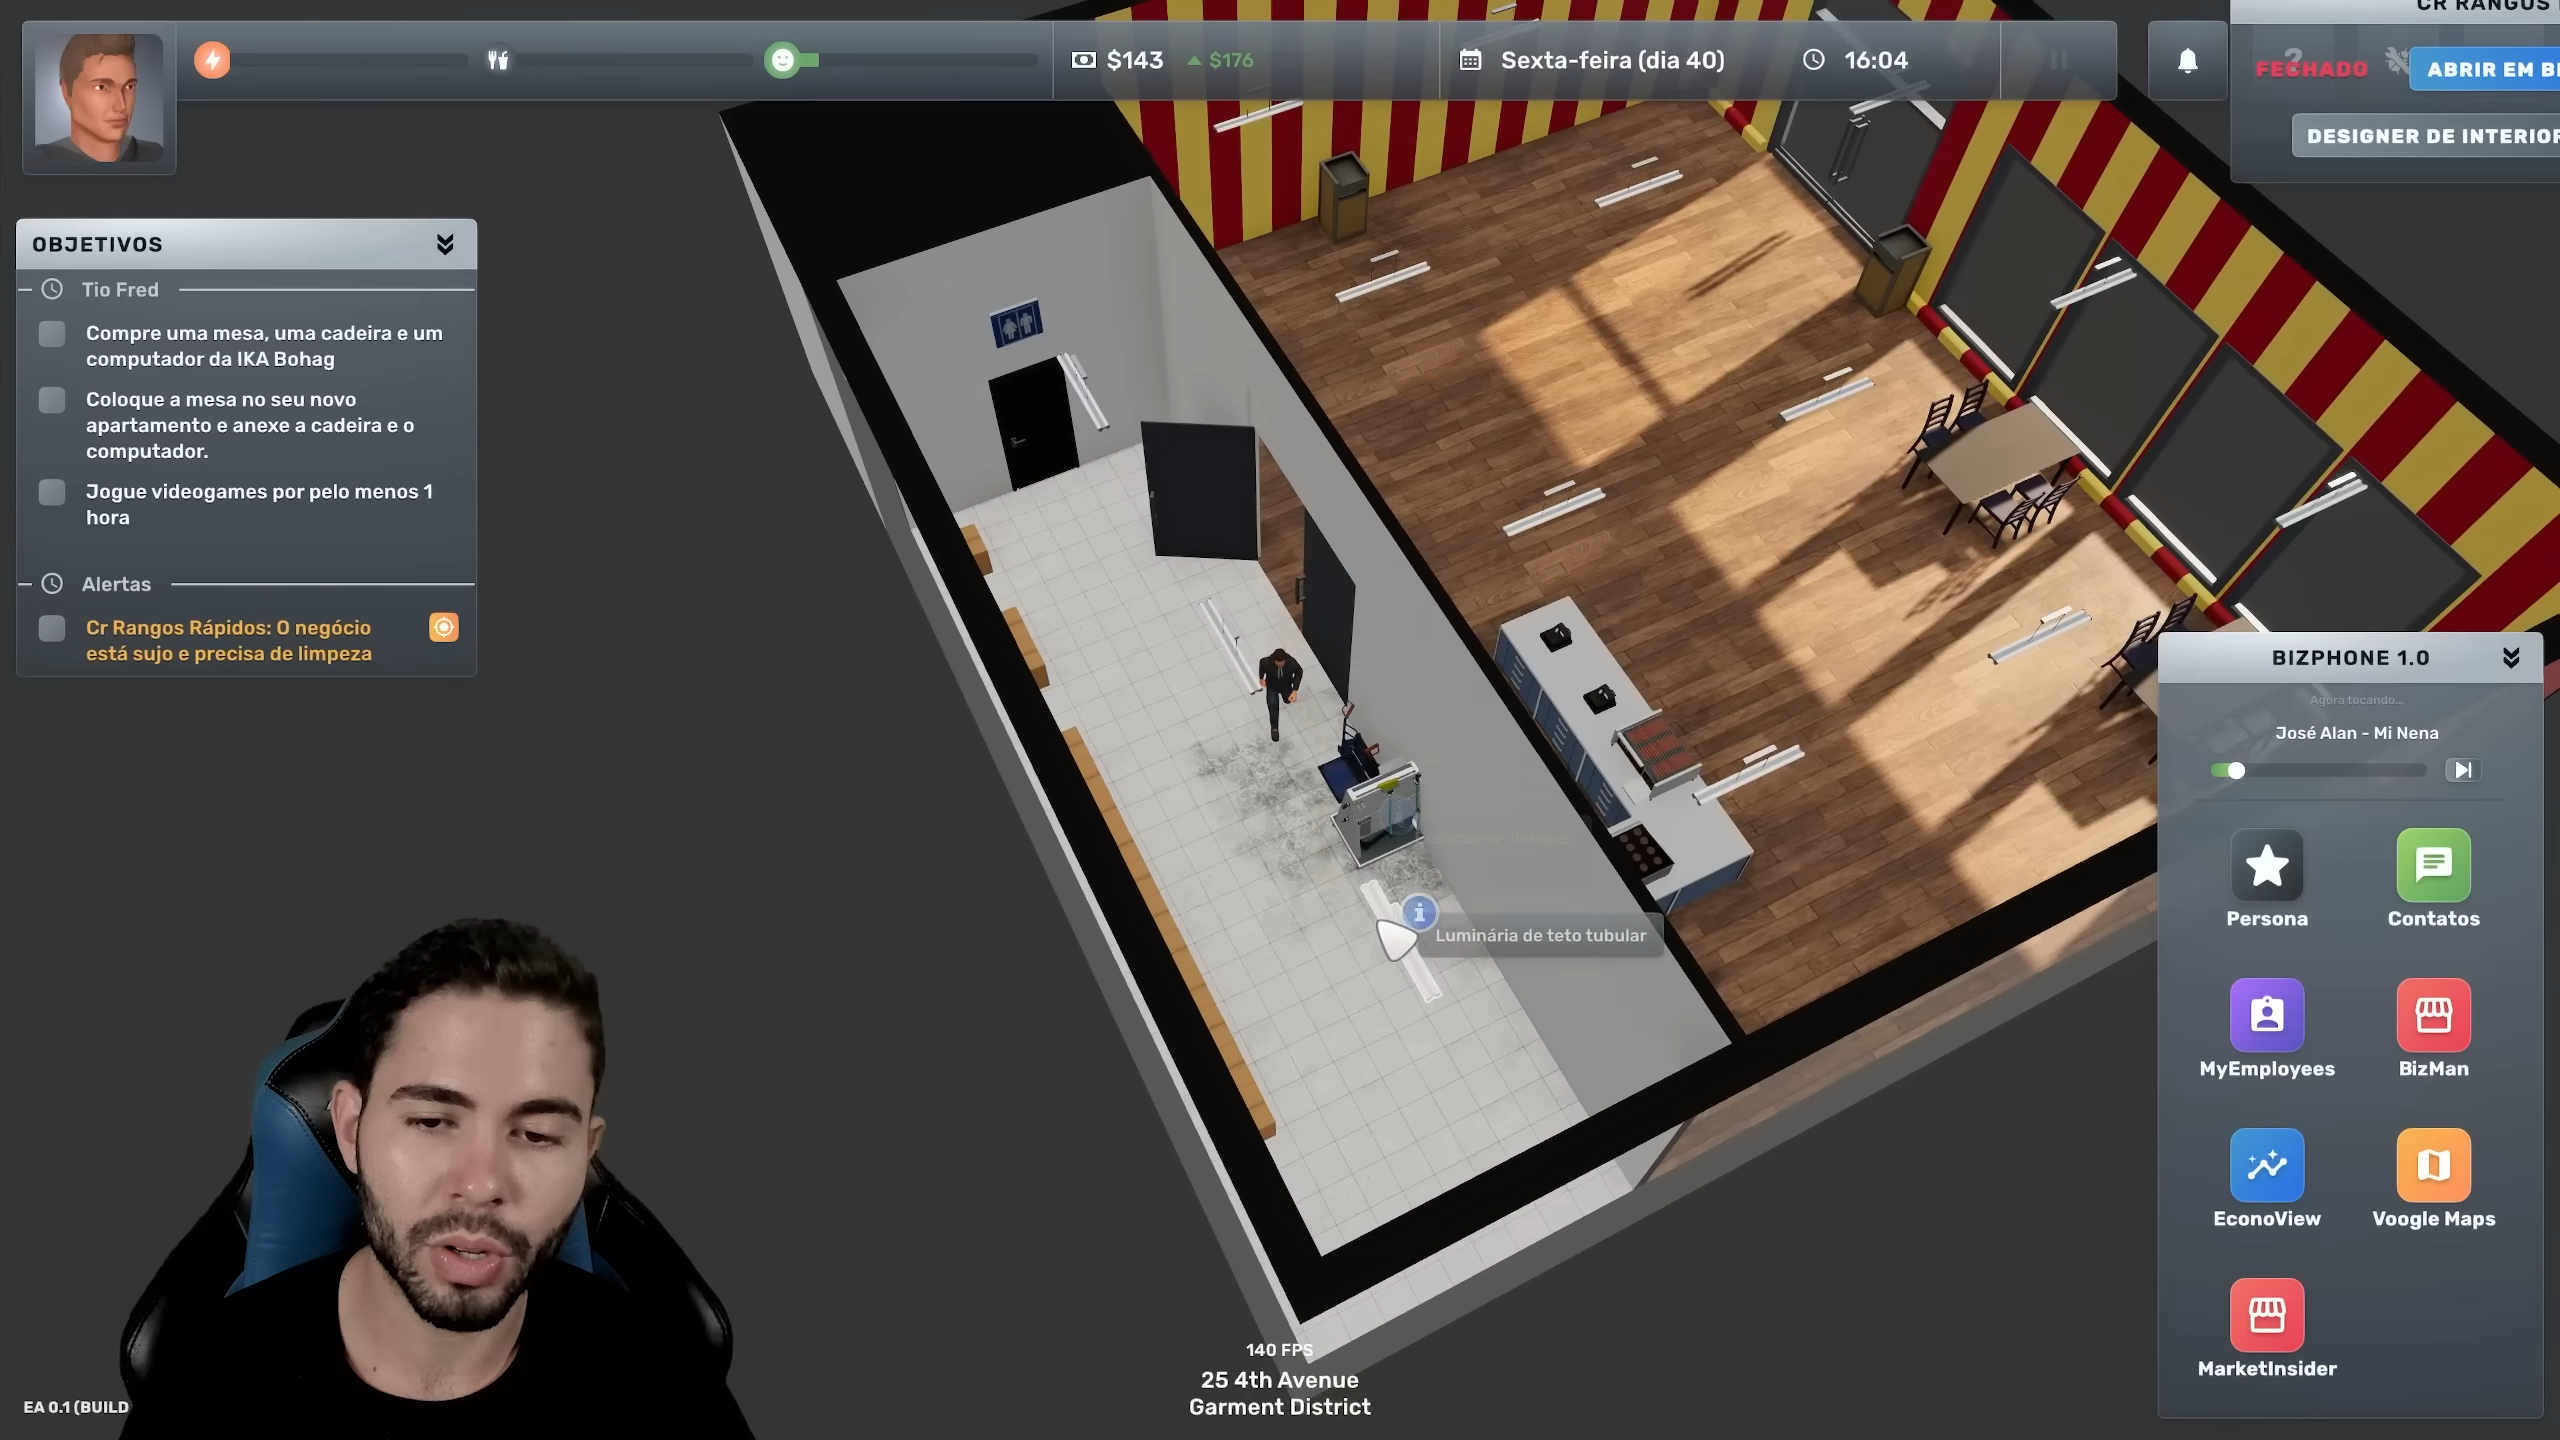 $143
$176
Sexta-feira (dia 40)
16:04
CR RANGOS
FECHADO
ABRIR EM
DESIGNER DE INTERIOR
OBJETIVOS
Tio Fred
Compre uma mesa, uma cadeira e um
computador da IKA Bohag
Coloque a mesa no seu novo
apartamento e anexe a cadeira e o
computador.
Jogue videogames por pelo menos 1
hora
Alertas
Cr Rangos Rápidos: O negócio
está sujo e precisa de limpeza
Luminária de teto tubular
BIZPHONE 1.0
Agora tocando...
José Alan - Mi Nena
Persona
Contatos
MyEmployees
BizMan
EconoView
Voogle Maps
MarketInsider
140 FPS
25 4th Avenue
Garment District
EA 0.1 (BUILD